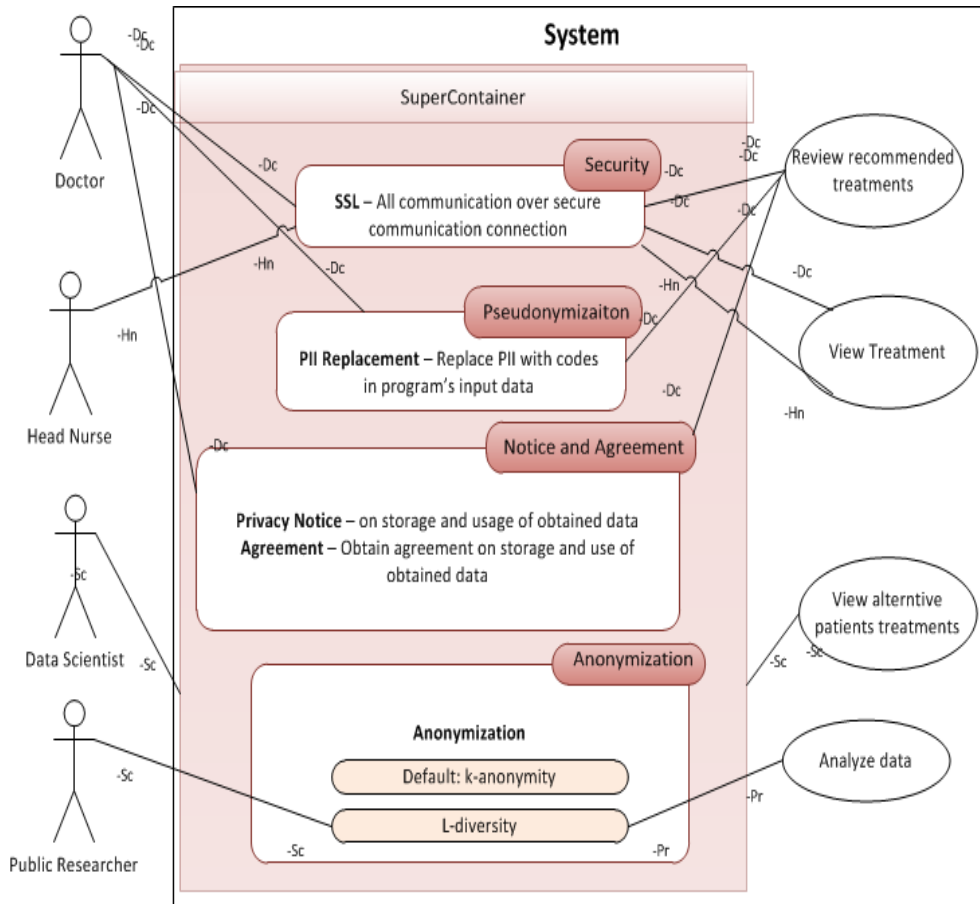 System
SuperContainer
-Dc
-Dc
-Dc
-Dc
-Dc
Doctor
Security
SSL – All communication over secure
communication connection
-Dc
-Dc
-Dc
-Dc
-Dc
Review recommended
treatments
-Hn
-Dc
-Hn
-Dc
-Hn
Head Nurse
Pseudonymizaiton
-Dc
PII Replacement – Replace PII with codes
in program's input data
View Treatment
-Dc
-Hn
Notice and Agreement
-Dc
Privacy Notice – on storage and usage of obtained data
Agreement – Obtain agreement on storage and use of
obtained data
-Sc
Data Scientist
-Sc
View alterntive
patients treatments
-Sc
-Sc
Anonymization
Anonymization
Default: k-anonymity
L-diversity
-Sc
-Sc
-Pr
-Pr
Analyze data
Public Researcher